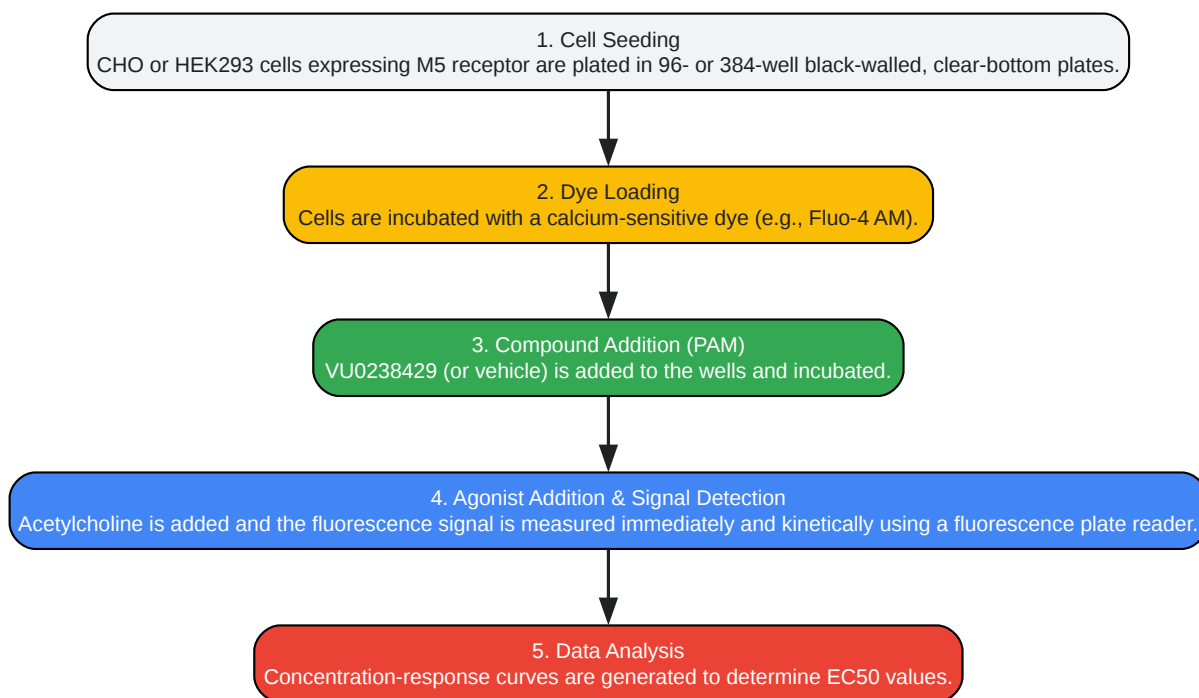 1. Cell Seeding
CHO or HEK293 cells expressing M5 receptor are plated in 96- or 384-well black-walled, clear-bottom plates.
2. Dye Loading
Cells are incubated with a calcium-sensitive dye (e.g., Fluo-4 AM).
3. Compound Addition (PAM)
VU0238429 (or vehicle) is added to the wells and incubated.
4. Agonist Addition & Signal Detection
Acetylcholine is added and the fluorescence signal is measured immediately and kinetically using a fluorescence plate reader.
5. Data Analysis
Concentration-response curves are generated to determine EC50 values.